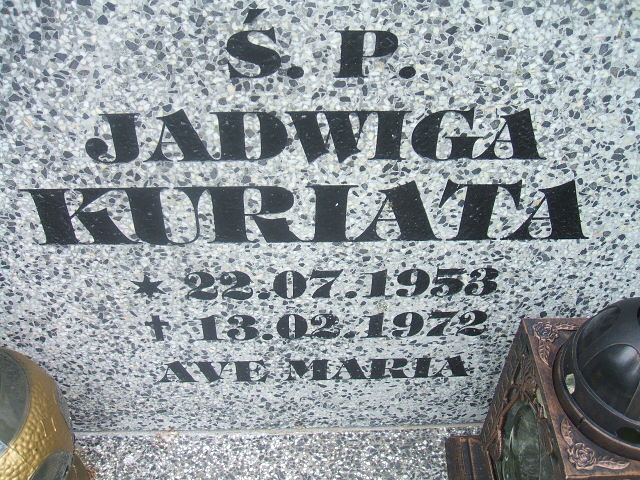 Ś. P.
JADWIGA
KURIATA
★ 22.07.1953
✝ 13.02.1972
AVE MARIA